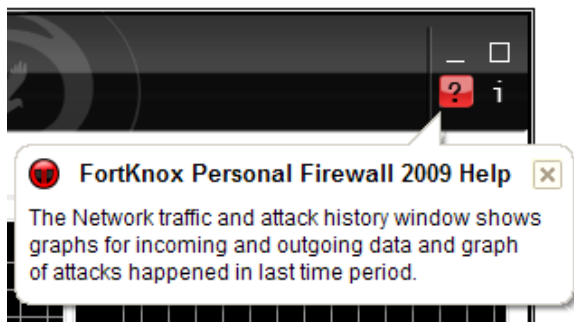 ? i
FortKnox Personal Firewall 2009 Help
The Network traffic and attack history window shows
graphs for incoming and outgoing data and graph
of attacks happened in last time period.